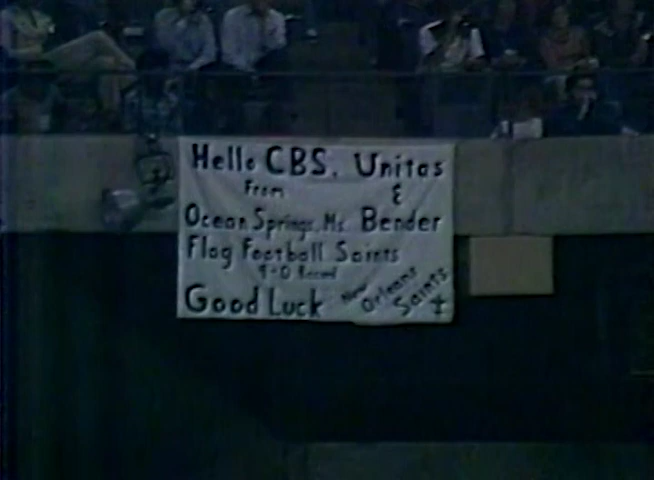 Hello CBS, Unitas
From &
Ocean Springs, Ms. Bender
Flag Football Saints
9-0 Record
Good Luck New Orleans Saints